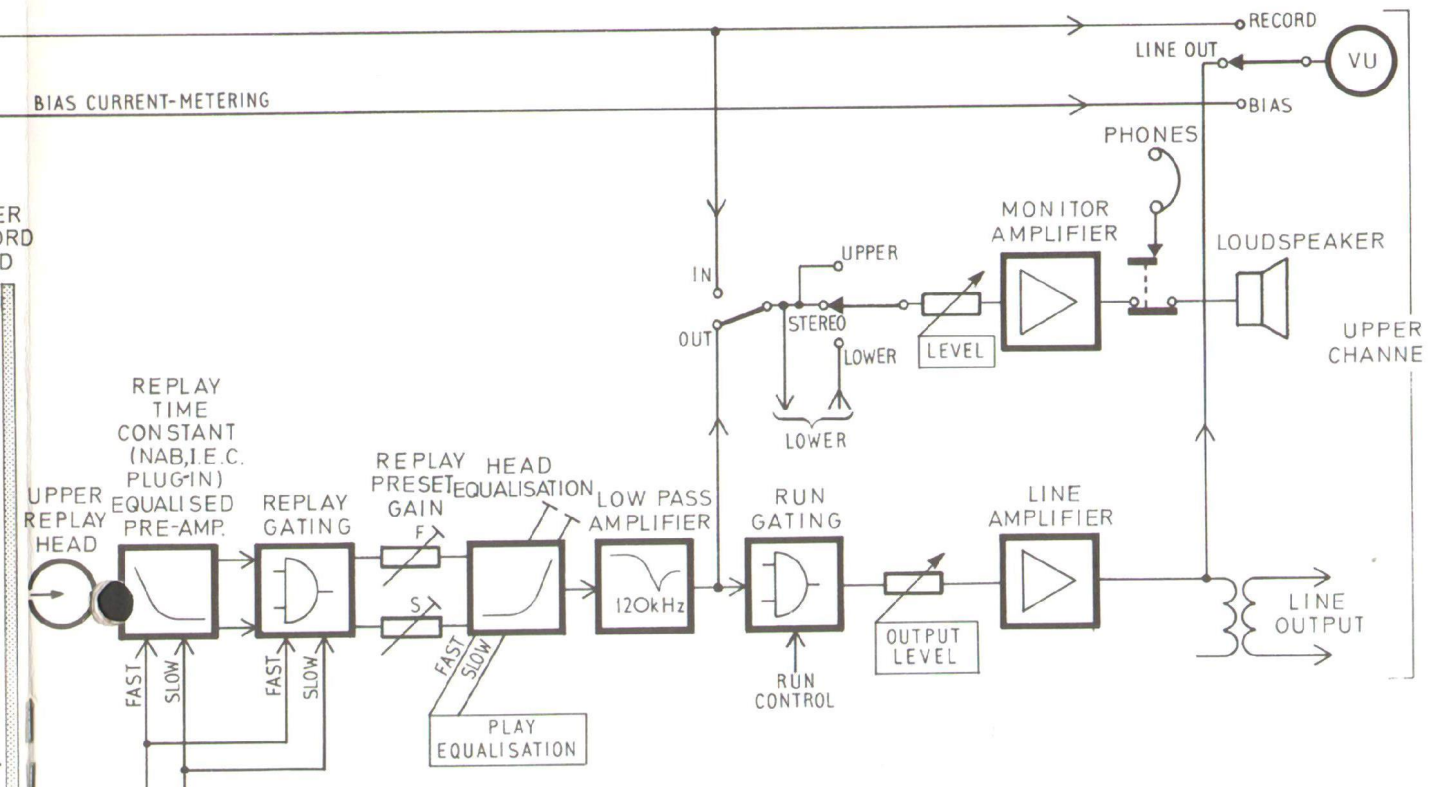 RECORD
LINE OUT
VU
BIAS CURRENT-METERING
BIAS
PHONES
MONITOR
AMPLIFIER
LOUDSPEAKER
UPPER
IN
STEREO
OUT
LOWER
LEVEL
UPPER
CHANNE
LOWER
REPLAY
TIME
CONSTANT
(NAB,I.E.C.
PLUG-IN)
EQUALISED
PRE-AMP.
UPPER
REPLAY
HEAD
REPLAY
GATING
REPLAY
PRESET
GAIN
F
S
HEAD
EQUALISATION
LOW PASS
AMPLIFIER
120kHz
RUN
GATING
LINE
AMPLIFIER
LINE
OUTPUT
OUTPUT
LEVEL
RUN
CONTROL
FAST
SLOW
FAST
SLOW
FAST
SLOW
PLAY
EQUALISATION